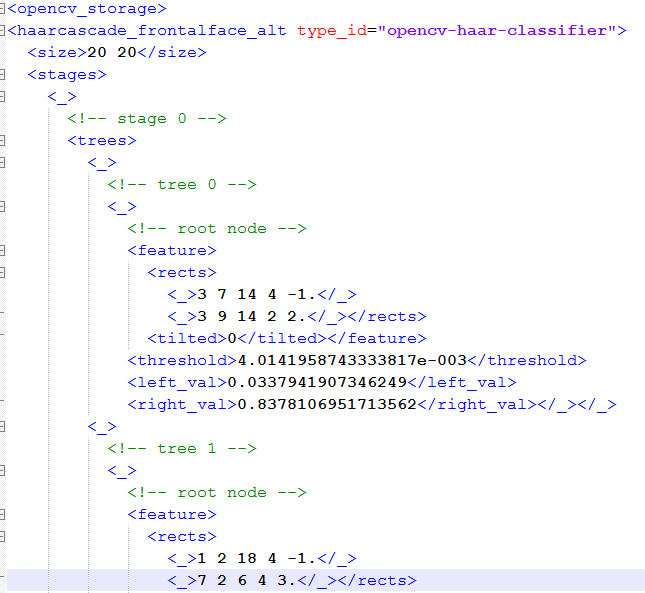 <opencv_storage>
<haarcascade_frontalface_alt type_id="opencv-haar-classifier">
<size>20 20</size>
<stages>
<_>
<!-- stage 0 -->
<trees>
<_>
<!-- tree 0 -->
<_>
<!-- root node -->
<feature>
<rects>
<_>3 7 14 4 -1.</_>
<_>3 9 14 2 2.</_></rects>
<tilted>0</tilted></feature>
<threshold>4.0141958743333817e-003</threshold>
<left_val>0.0337941907346249</left_val>
<right_val>0.8378106951713562</right_val></_></_>
<_>
<!-- tree 1 -->
<_>
<!-- root node -->
<feature>
<rects>
<_>1 2 18 4 -1.</_>
<_>7 2 6 4 3.</_></rects>